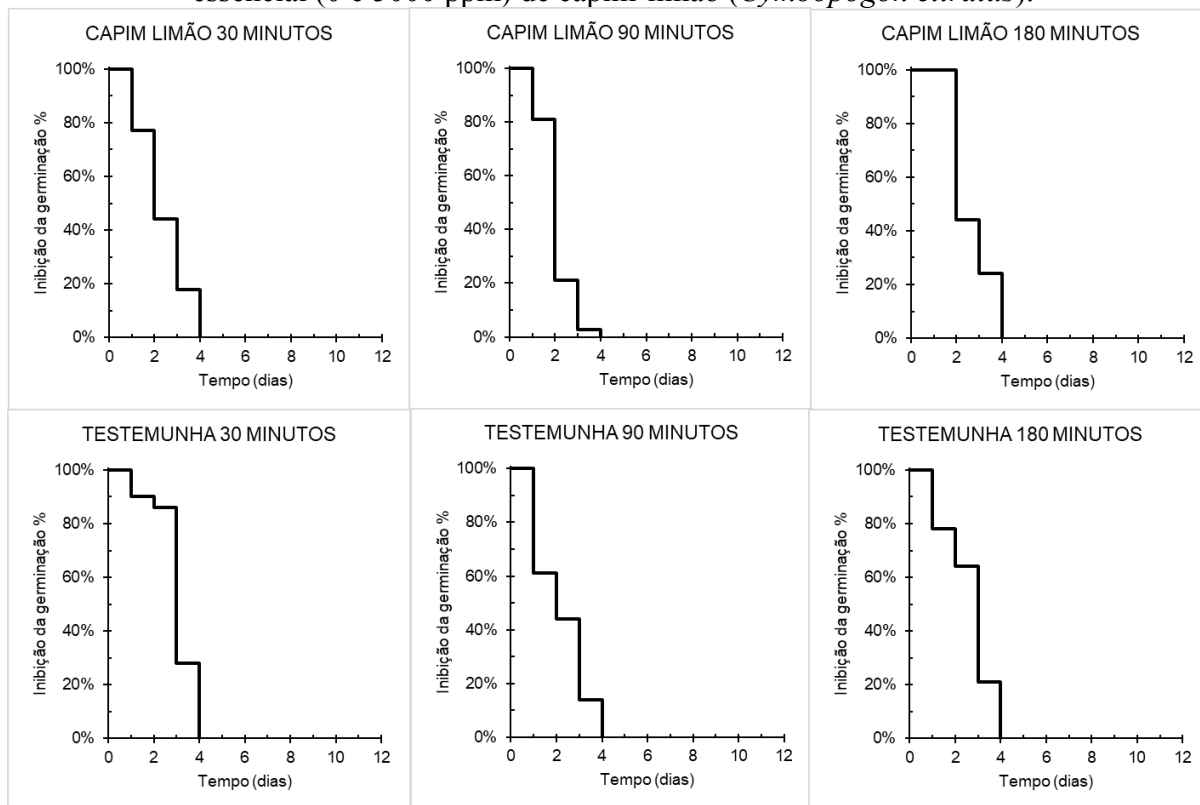 essencial (0 e 5000 ppm) de capim-limão (Cymbopogon citratus).
CAPIM LIMÃO 30 MINUTOS
Inibição da germinação %
100%
80%
60%
40%
20%
0%
0 2 4 6 8 10 12
Tempo (dias)
CAPIM LIMÃO 90 MINUTOS
Inibição da germinação %
100%
80%
60%
40%
20%
0%
0 2 4 6 8 10 12
Tempo (dias)
CAPIM LIMÃO 180 MINUTOS
Inibição da germinação %
100%
80%
60%
40%
20%
0%
0 2 4 6 8 10 12
Tempo (dias)
TESTEMUNHA 30 MINUTOS
Inibição da germinação %
100%
80%
60%
40%
20%
0%
0 2 4 6 8 10 12
Tempo (dias)
TESTEMUNHA 90 MINUTOS
Inibição da germinação %
100%
80%
60%
40%
20%
0%
0 2 4 6 8 10 12
Tempo (dias)
TESTEMUNHA 180 MINUTOS
Inibição da germinação %
100%
80%
60%
40%
20%
0%
0 2 4 6 8 10 12
Tempo (dias)